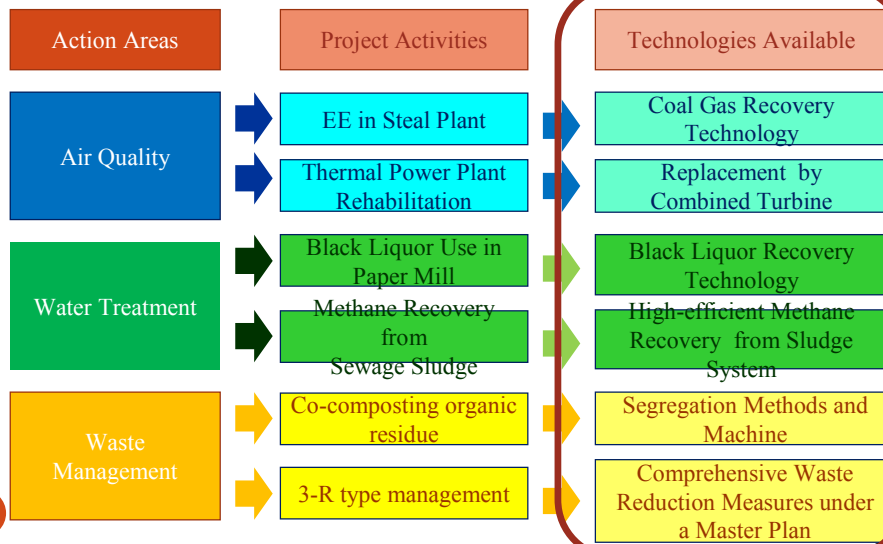 Action Areas
Project Activities
Technologies Available
Air Quality
EE in Steal Plant
Coal Gas Recovery
Technology
Thermal Power Plant
Rehabilitation
Replacement by
Combined Turbine
Water Treatment
Black Liquor Use in
Paper Mill
Black Liquor Recovery
Technology
Methane Recovery
from
Sewage Sludge
High-efficient Methane
Recovery from Sludge
System
Waste
Management
Co-composting organic
residue
Segregation Methods and
Machine
3-R type management
Comprehensive Waste
Reduction Measures under
a Master Plan